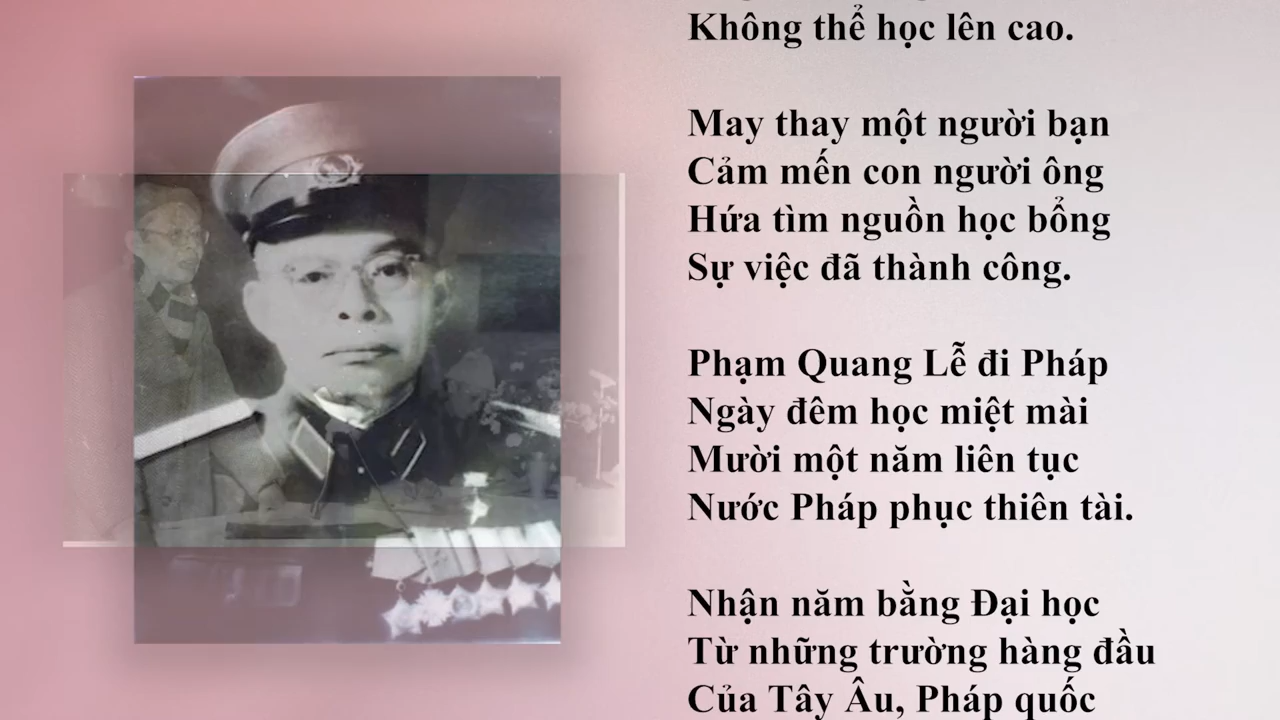 Không thể học lên cao.
May thay một người bạn
Cảm mến con người ông
Hứa tìm nguồn học bổng
Sự việc đã thành công.
Phạm Quang Lễ đi Pháp
Ngày đêm học miệt mài
Mười một năm liên tục
Nước Pháp phục thiên tài.
Nhận năm bằng Đại học
Từ những trường hàng đầu
Của Tây Âu, Pháp quốc